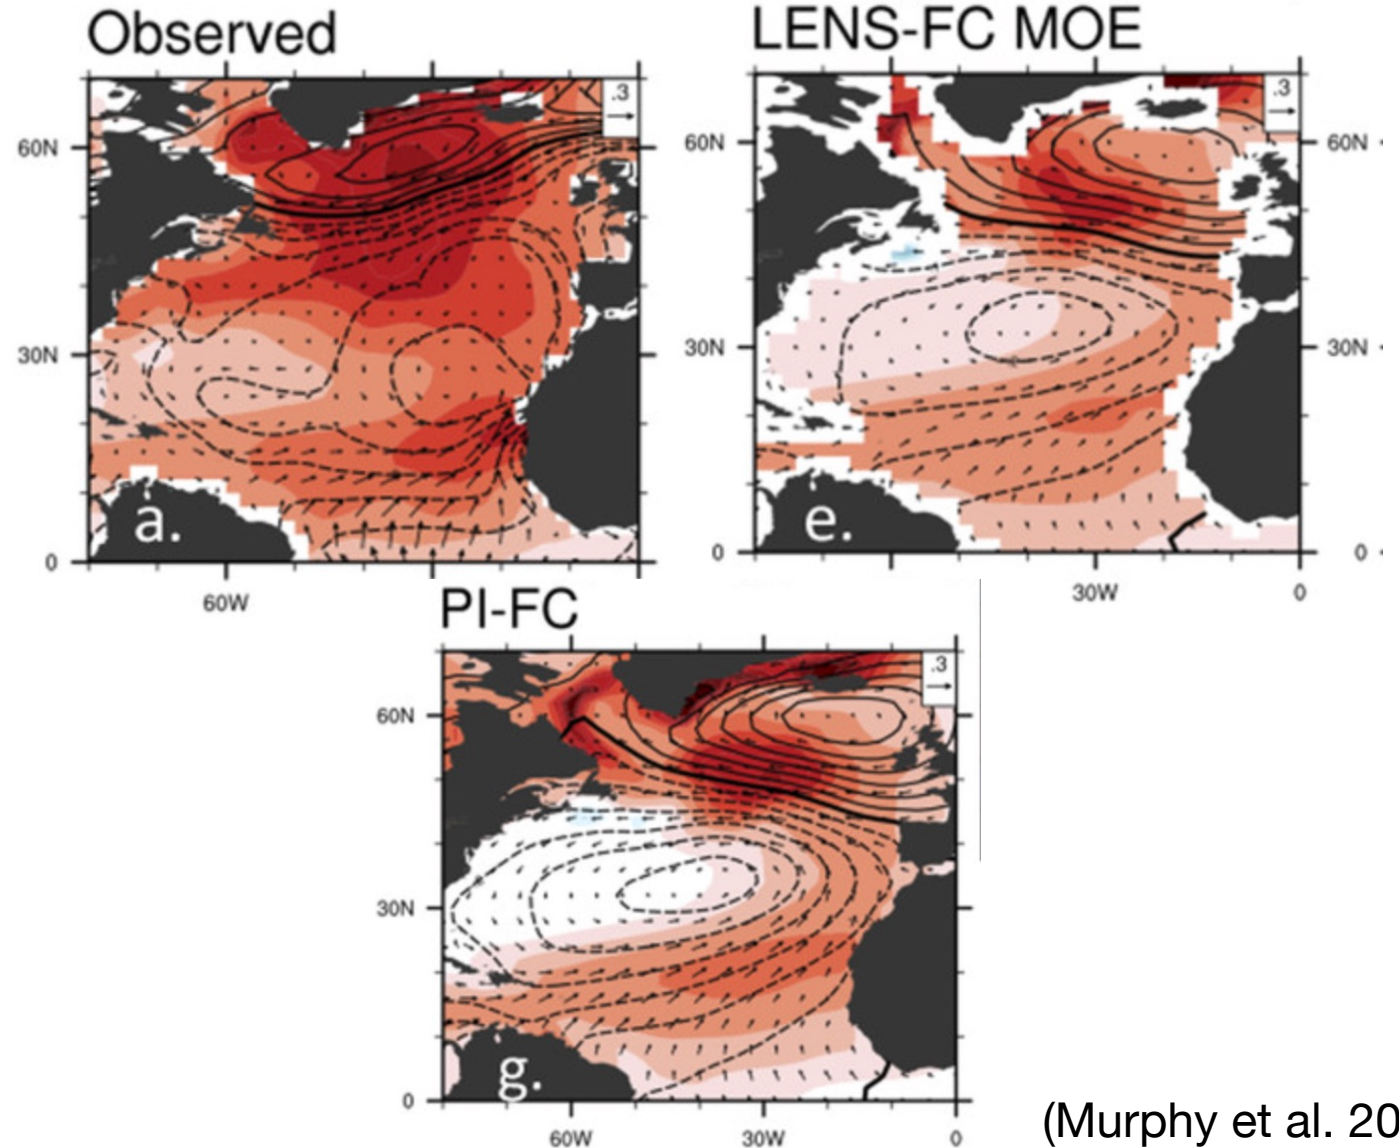 Observed
LENS-FC MOE
.3
.3
60N
60N
60N
30N
30N
30N
a.
e.
0
0
0
60W
30W
0
PI-FC
.3
60N
30N
g.
0
60W
30W
0
(Murphy et al. 20